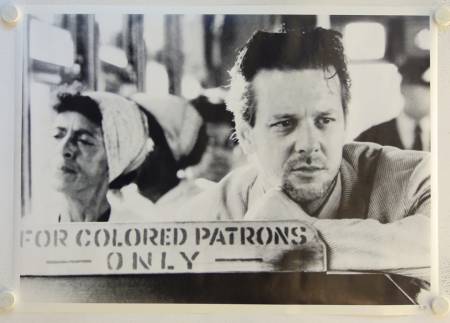 FOR COLORED PATRONS
— ONLY —